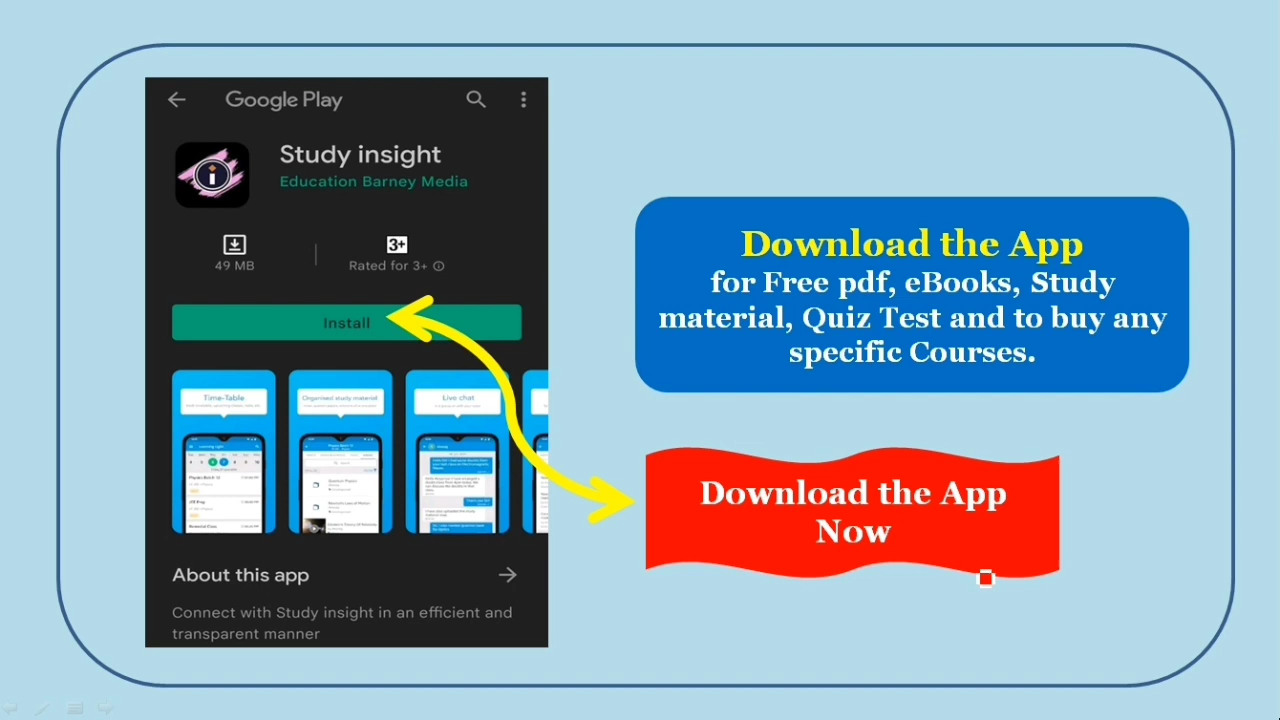 Google Play
Study insight
Education Barney Media
3+
49 MB
Rated for 3+
Install
Time-Table
Organised study material
Live chat
About this app
Connect with Study insight in an efficient and
transparent manner
Download the App
for Free pdf, eBooks, Study
material, Quiz Test and to buy any
specific Courses.
Download the App
Now